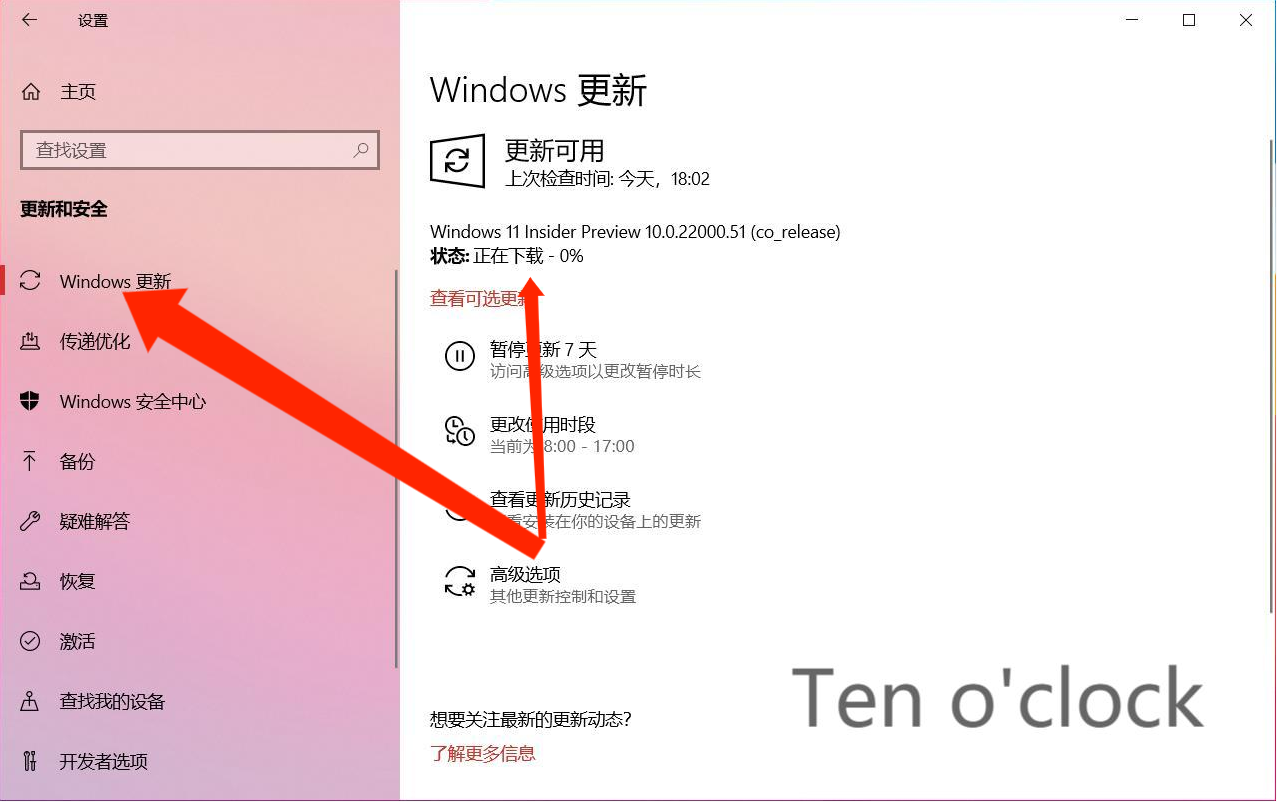 设置
主页
查找设置
更新和安全
Windows 更新
传递优化
Windows 安全中心
备份
疑难解答
恢复
激活
查找我的设备
开发者选项
Windows 更新
更新可用
上次检查时间: 今天，18:02
Windows 11 Insider Preview 10.0.22000.51 (co_release)
状态: 正在下载 - 0%
查看可选更新
暂停更新 7 天
访问高级选项以更改暂停时长
更改使用时段
当前为 8:00 - 17:00
查看更新历史记录
查看安装在你的设备上的更新
高级选项
其他更新控制和设置
Ten o'clock
想要关注最新的更新动态?
了解更多信息